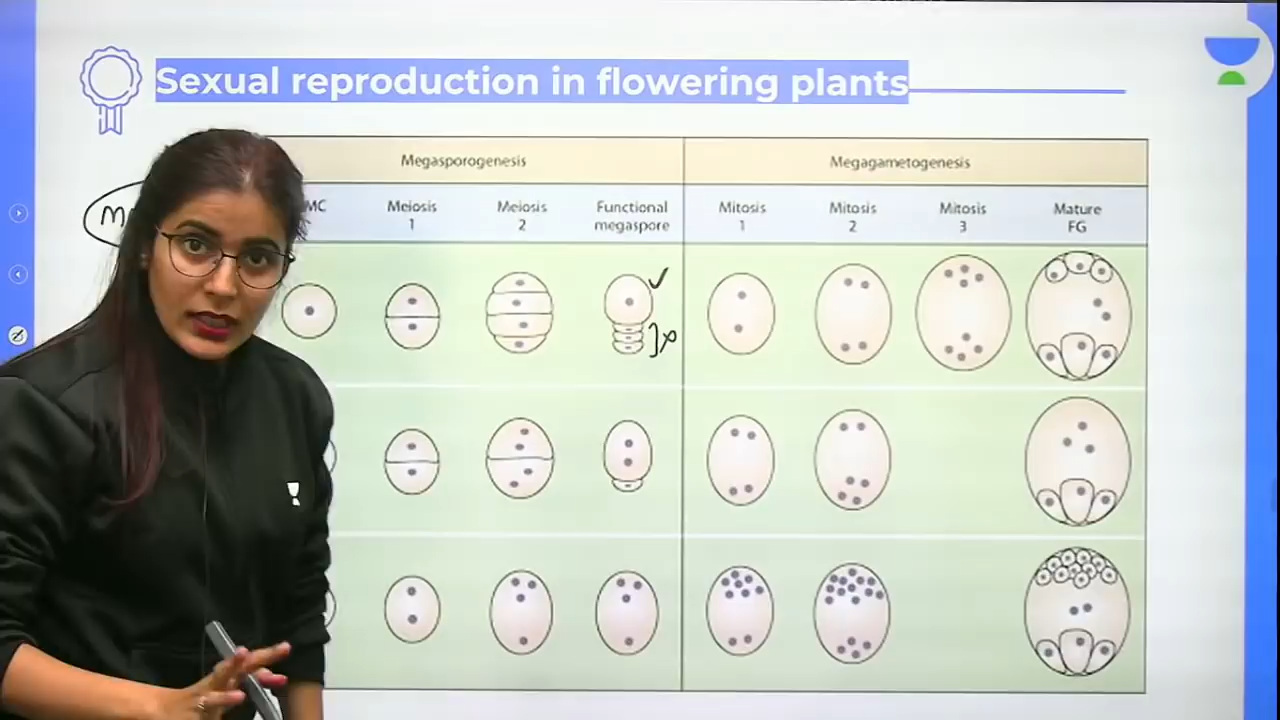 Sexual reproduction in flowering plants
Megasporogenesis Megagametogenesis
MC Meiosis 1 Meiosis 2 Functional megaspore Mitosis 1 Mitosis 2 Mitosis 3 Mature FG